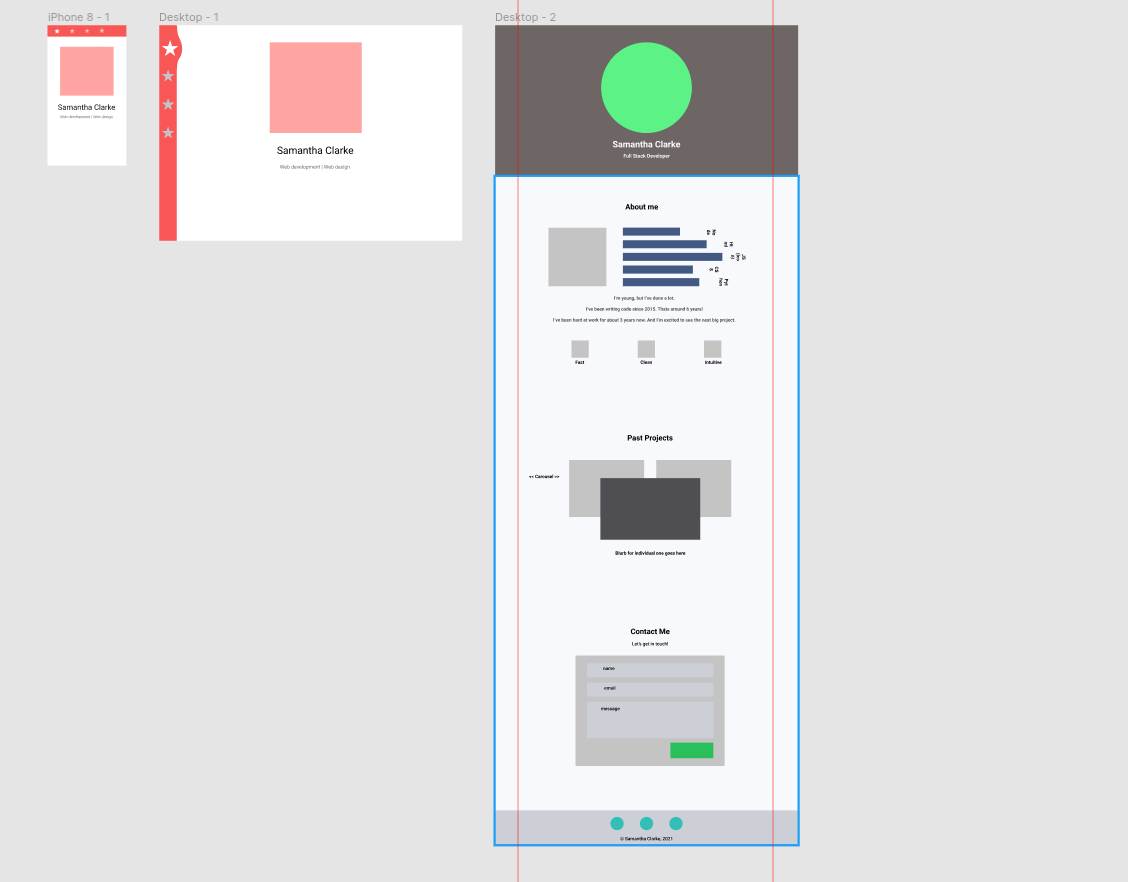 iPhone 8 - 1
Samantha Clarke
Web development | Web design
Desktop - 1
Samantha Clarke
Web development | Web design
Desktop - 2
Samantha Clarke
Full Stack Developer
About me
I'm young, but I've done a lot.
I've been writing code since 2015. Thats around 6 years!
I've been hard at work for about 3 years now. And I'm excited to see the next big project.
Fast
Clean
Intuitive
Past Projects
<< Carousel >>
Blurb for individual one goes here
Contact Me
Let's get in touch!
name
email
message
© Samantha Clarke, 2021